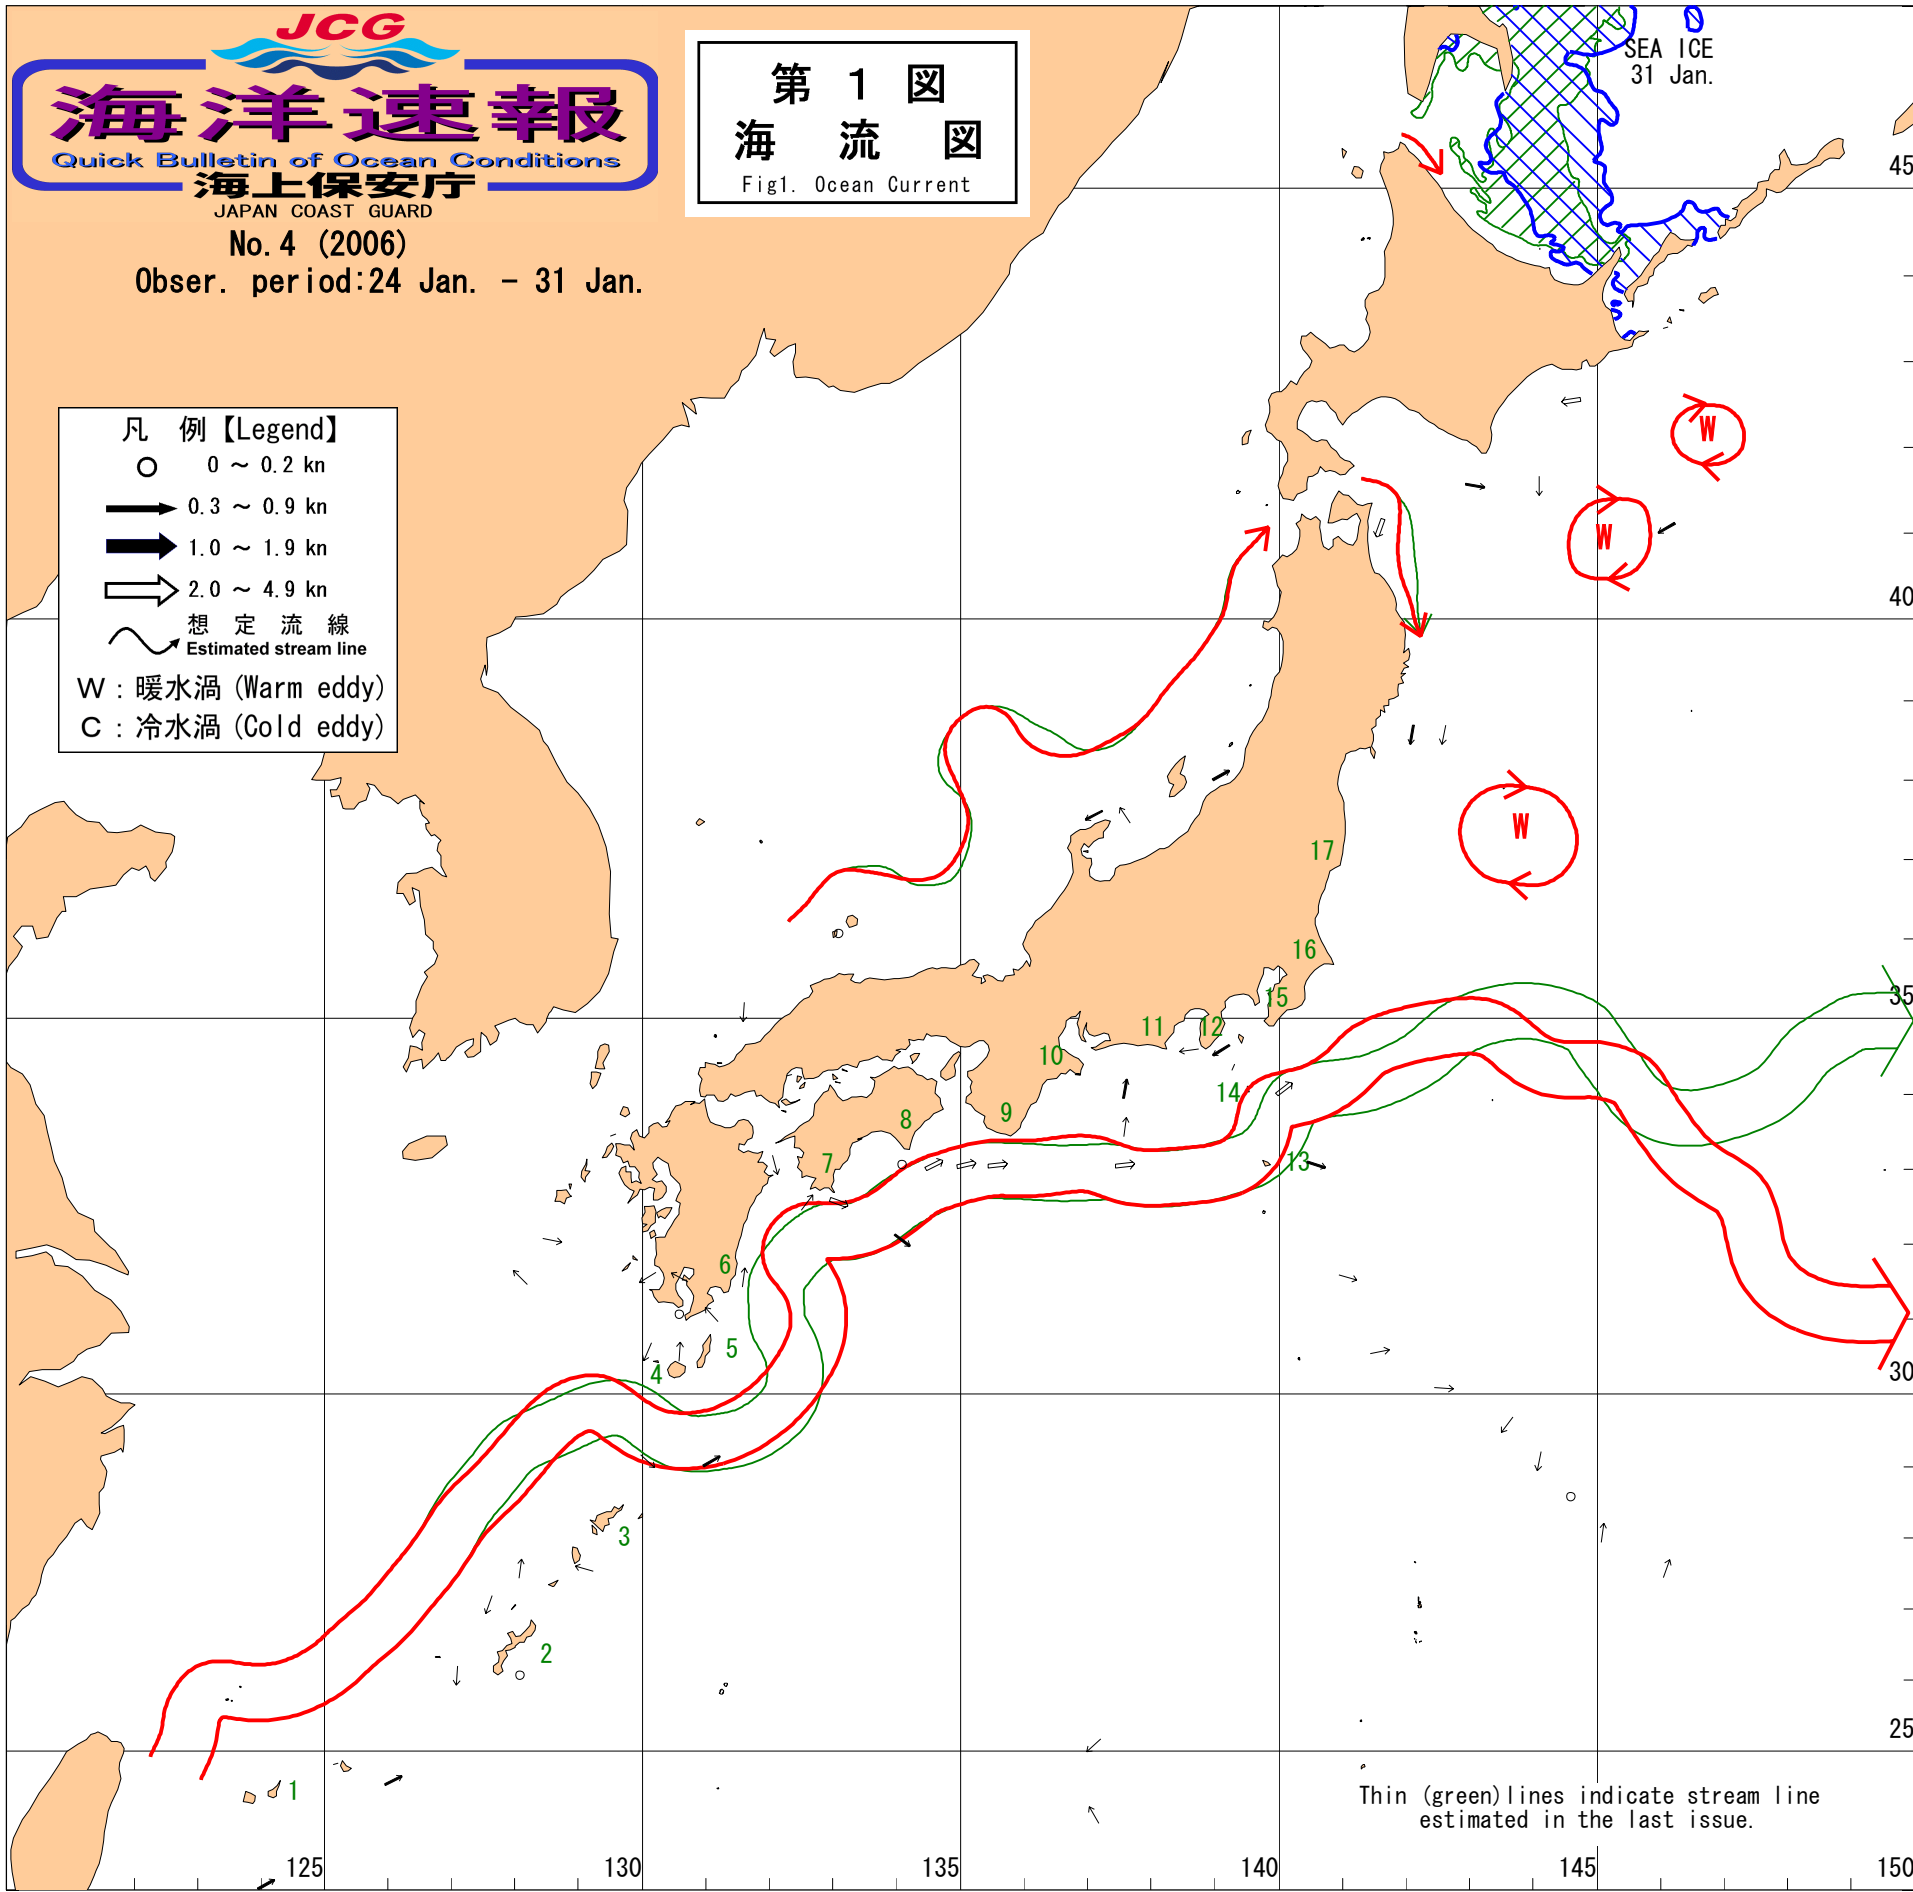 JCG
海洋速報
Quick Bulletin of Ocean Conditions
海上保安庁
JAPAN COAST GUARD
No.4 (2006)
Obser. period:24 Jan. - 31 Jan.
第 1 図
海 流 図
Fig1. Ocean Current
SEA ICE
31 Jan.
凡 例【Legend】
0 ～ 0.2 kn
0.3 ～ 0.9 kn
1.0 ～ 1.9 kn
2.0 ～ 4.9 kn
想 定 流 線
Estimated stream line
W : 暖水渦 (Warm eddy)
C : 冷水渦 (Cold eddy)
45
W
W
40
W
17
16
15
35
12
11
10
14
9
8
7
13
6
5
4
30
3
2
25
1
Thin (green)lines indicate stream line
estimated in the last issue.
125
130
135
140
145
150